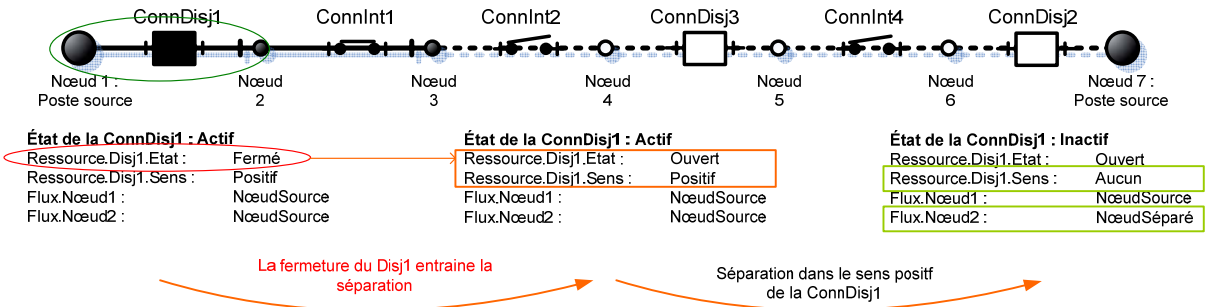 ConnDisj1 ConnInt1 ConnInt2 ConnDisj3 ConnInt4 ConnDisj2
Nœud 1 :
Poste source
Nœud
2
Nœud
3
Nœud
4
Nœud
5
Nœud
6
Nœud 7 :
Poste source
État de la ConnDisj1 : Actif
Ressource.Disj1.Etat : Fermé
Ressource.Disj1.Sens : Positif
Flux.Nœud1 : NœudSource
Flux.Nœud2 : NœudSource
État de la ConnDisj1 : Actif
Ressource.Disj1.Etat : Ouvert
Ressource.Disj1.Sens : Positif
Flux.Nœud1 : NœudSource
Flux.Nœud2 : NœudSource
État de la ConnDisj1 : Inactif
Ressource.Disj1.Etat : Ouvert
Ressource.Disj1.Sens : Aucun
Flux.Nœud1 : NœudSource
Flux.Nœud2 : NœudSéparé
La fermeture du Disj1 entraine la
séparation
Séparation dans le sens positf
de la ConnDisj1